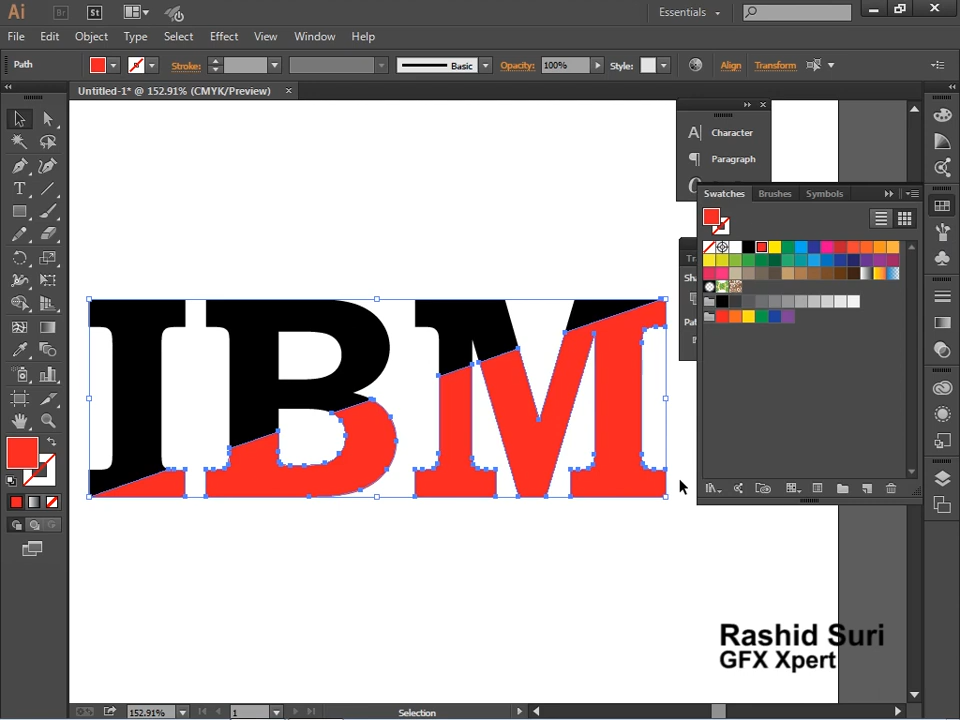 Ai Br St Essentials
File Edit Object Type Select Effect View Window Help
Path Stroke: Basic Opacity: 100% Style: Align Transform
Untitled-1* @ 152.91% (CMYK/Preview)
Character
Paragraph
Swatches Brushes Symbols
IBM
Rashid Suri
GFX Xpert
152.91% 1 Selection